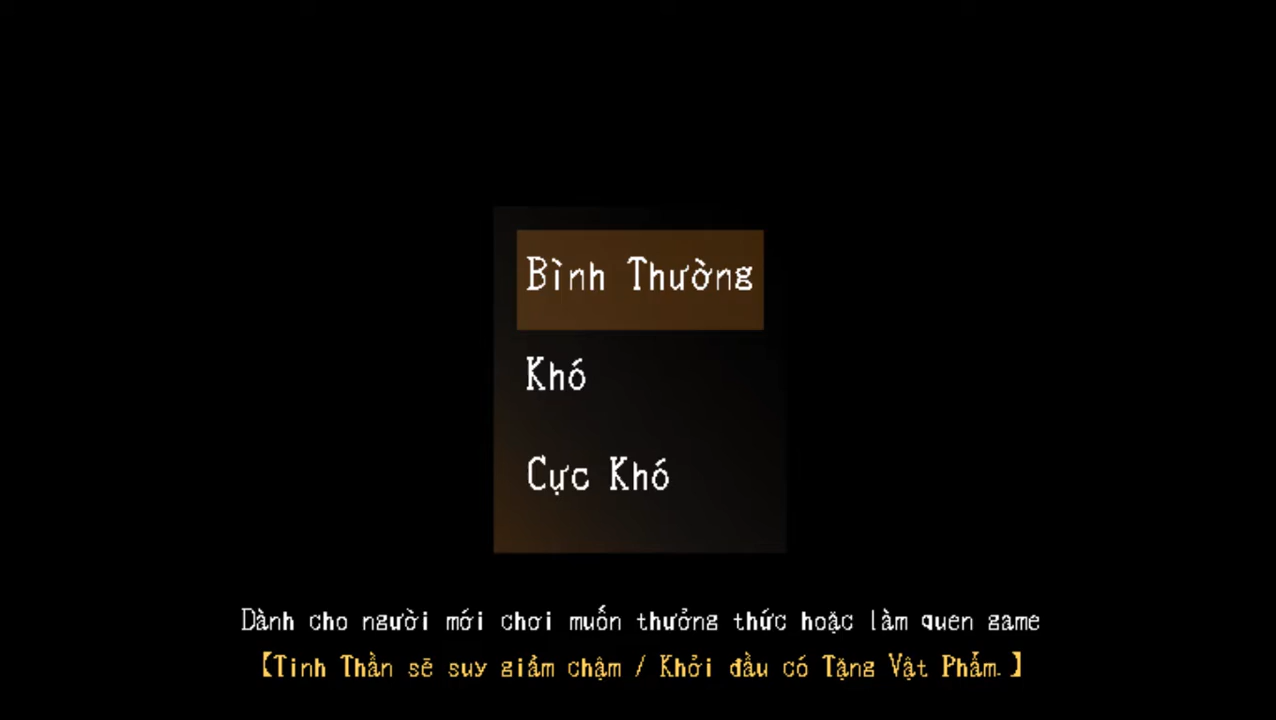 Bình Thường
Khó
Cực Khó
Dành cho người mới chơi muốn thưởng thức hoặc làm quen game
【Tinh Thần sẽ suy giảm chậm / Khởi đầu có Tặng Vật Phẩm.】